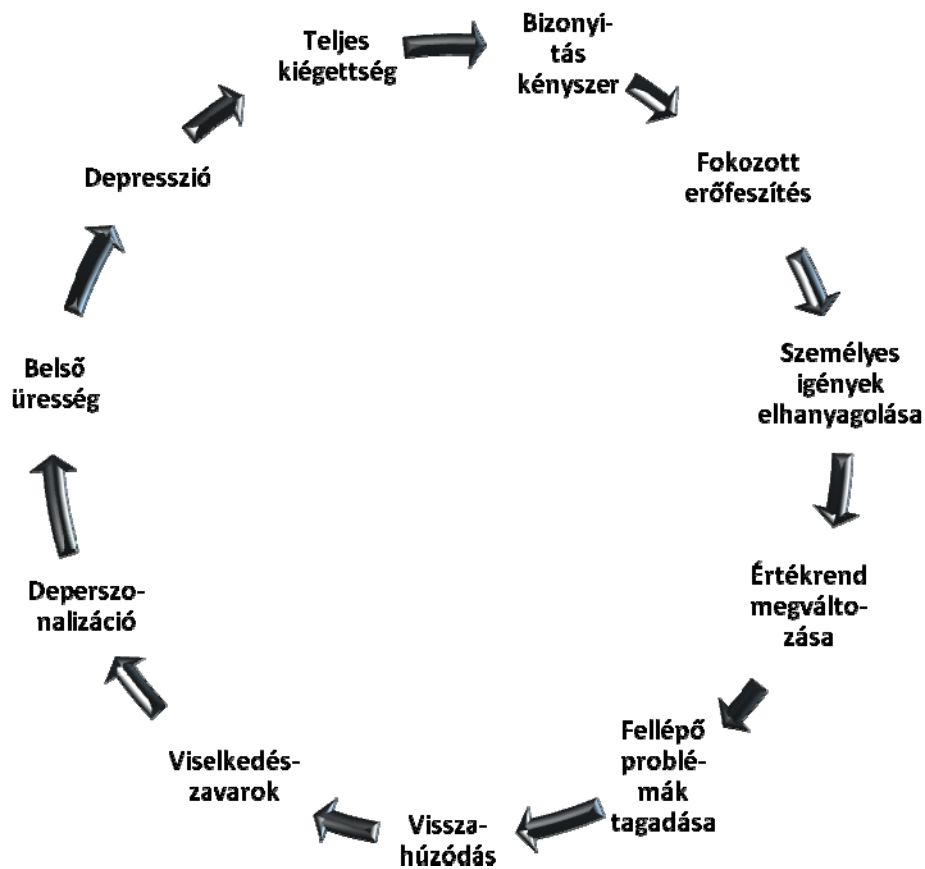 Teljes
kiégettség
Bizonyí-
tás
kényszer
Fokozott
erőfeszítés
Személyes
igények
elhanyagolása
Értékrend
megválto-
zása
Fellépő
problé-
mák
tagadása
Vissza-
húzódás
Viselkedés-
zavarok
Deperszo-
nalizáció
Belső
üresség
Depresszió